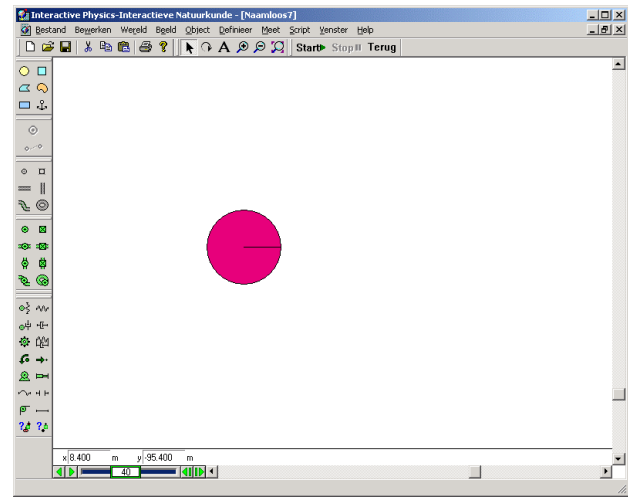 Interactive Physics-Interactieve Natuurkunde - [Naamloos7]
Bestand Bewerken Wereld Beeld Object Definieer Meet Script Venster Help
A Start Stop Terug
x 8.400 m y -95.400 m
40